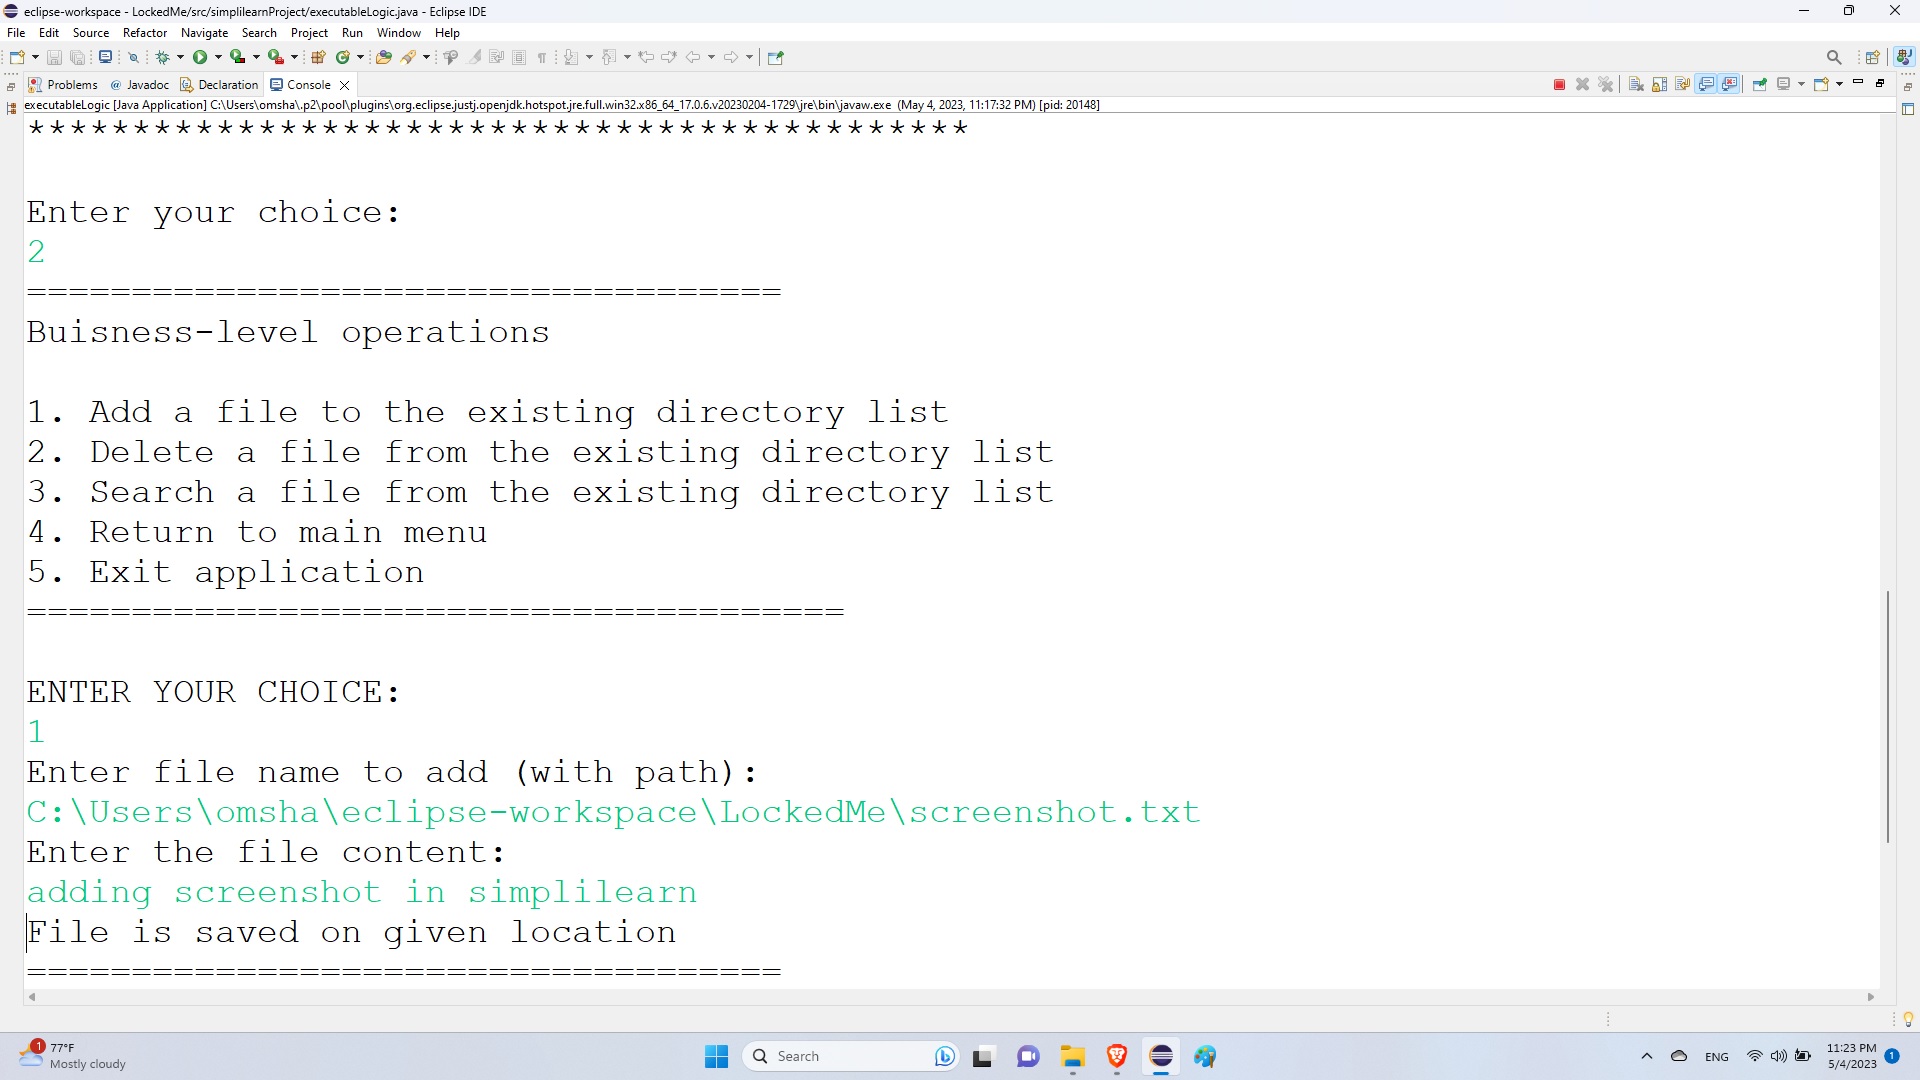 eclipse-workspace - LockedMe/src/simplilearnProject/executableLogic.java - Eclipse IDE
File Edit Source Refactor Navigate Search Project Run Window Help
Problems @ Javadoc Declaration Console
executableLogic [Java Application] C:\Users\omsha\.p2\pool\plugins\org.eclipse.justj.openjdk.hotspot.jre.full.win32.x86_64_17.0.6.v20230204-1729\jre\bin\javaw.exe (May 4, 2023, 11:17:32 PM) [pid: 20148]
*********************************************
Enter your choice:
2
====================================
Buisness-level operations
1. Add a file to the existing directory list
2. Delete a file from the existing directory list
3. Search a file from the existing directory list
4. Return to main menu
5. Exit application
=======================================
ENTER YOUR CHOICE:
1
Enter file name to add (with path):
C:\Users\omsha\eclipse-workspace\LockedMe\screenshot.txt
Enter the file content:
adding screenshot in simplilearn
File is saved on given location
====================================
1
77°F
Mostly cloudy
Search
ENG
11:23 PM
5/4/2023
1